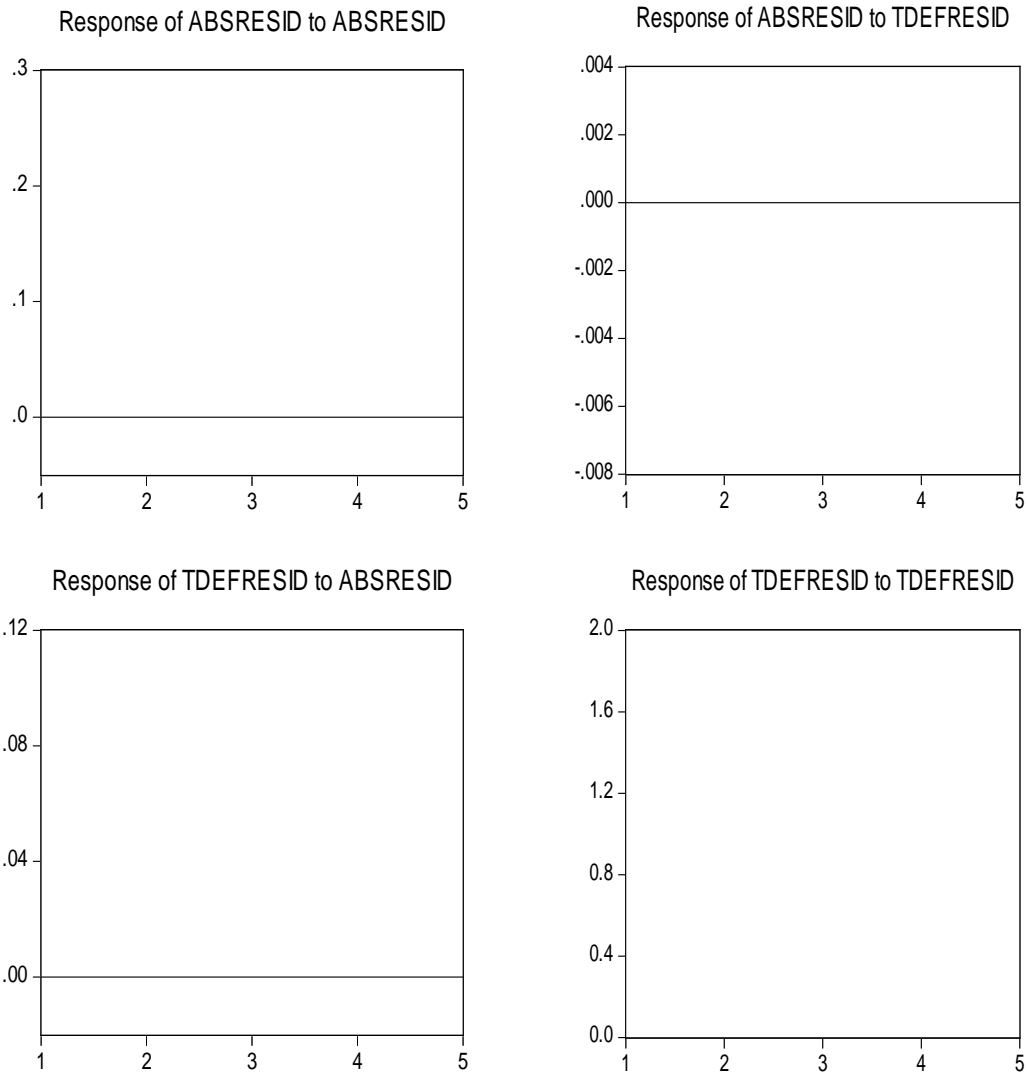 Response of ABSRESID to ABSRESID
.3
.2
.1
.0
1 2 3 4 5
Response of ABSRESID to TDEFRESID
.004
.002
.000
-.002
-.004
-.006
-.008
1 2 3 4 5
Response of TDEFRESID to ABSRESID
.12
.08
.04
.00
1 2 3 4 5
Response of TDEFRESID to TDEFRESID
2.0
1.6
1.2
0.8
0.4
0.0
1 2 3 4 5